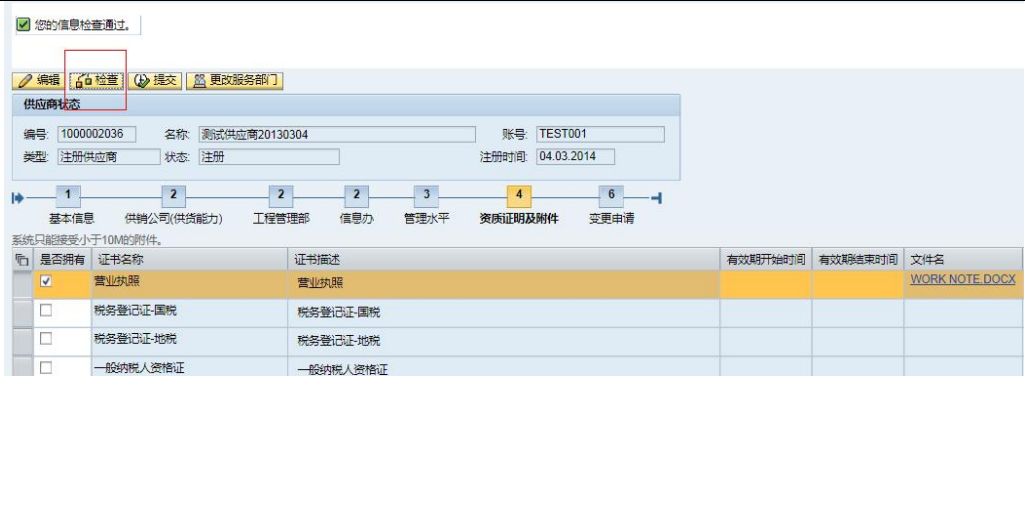 您的信息检查通过。
编辑 检查 提交 更改服务部门
供应商状态
编号: 1000002036 名称: 测试供应商20130304 账号: TEST001
类型: 注册供应商 状态: 注册 注册时间: 04.03.2014
1 2 2 2 3 4 6
基本信息 供销公司(供货能力) 工程管理部 信息办 管理水平 资质证明及附件 变更申请
系统只能接受小于10M的附件。
是否拥有 证书名称 证书描述 有效期开始时间 有效期结束时间 文件名
营业执照 营业执照 WORK NOTE.DOCX
税务登记证-国税 税务登记证-国税
税务登记证-地税 税务登记证-地税
一般纳税人资格证 一般纳税人资格证